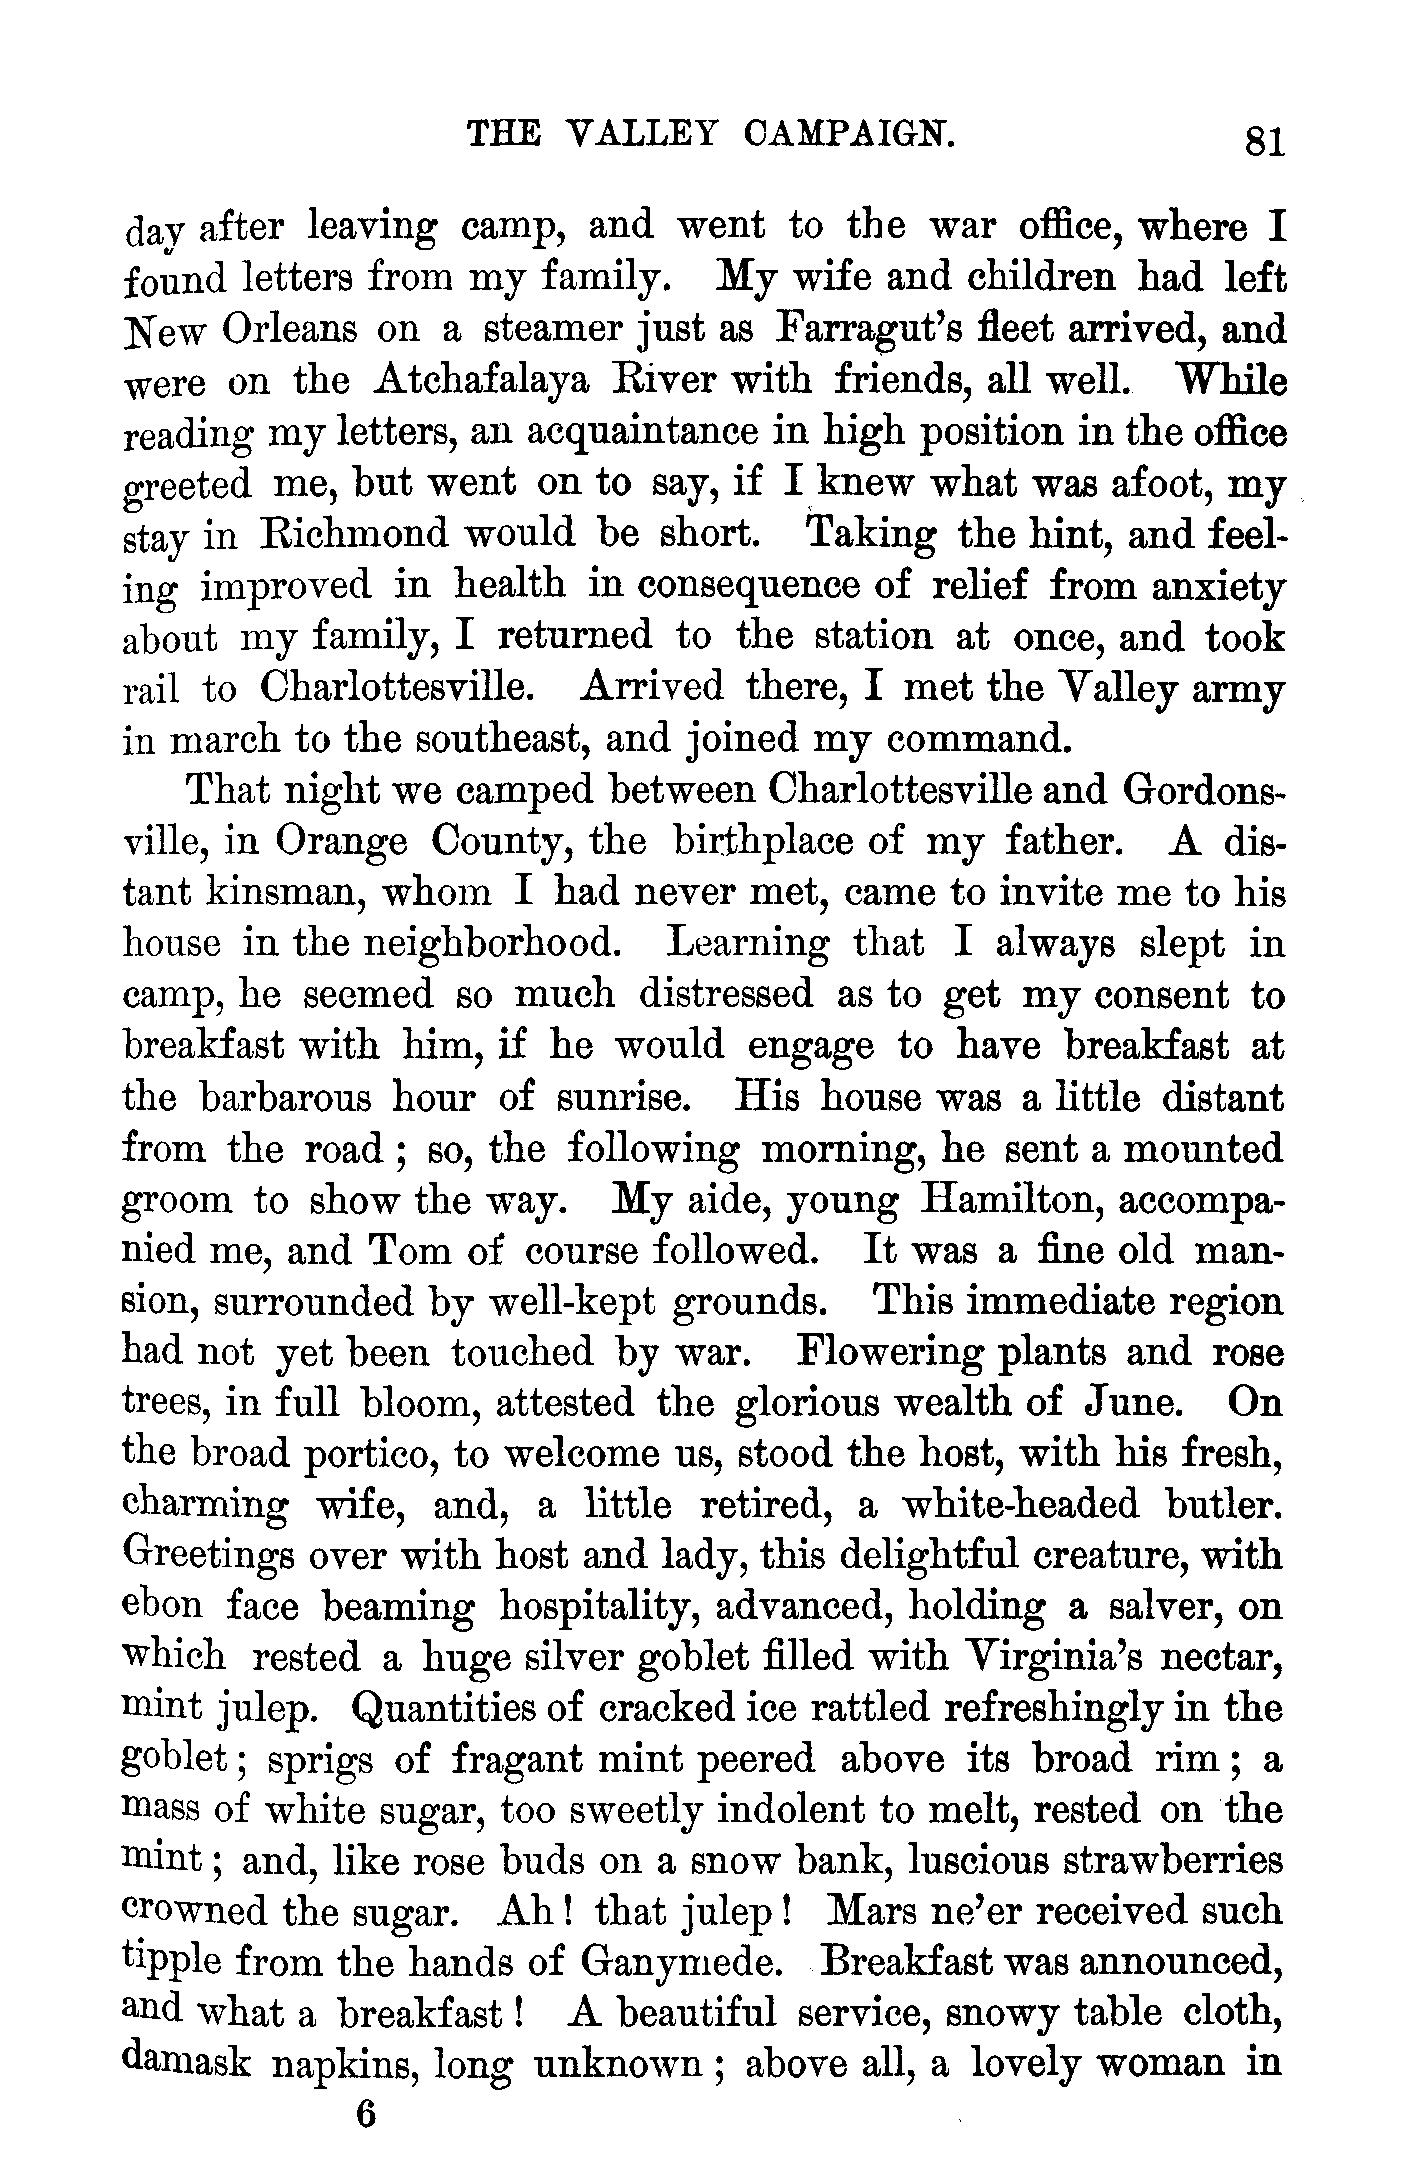 THE VALLEY CAMPAIGN. 81
day after leaving camp, and went to the war office, where I
found letters from my family. My wife and children had left
New Orleans on a steamer just as Farragut's fleet arrived, and
were on the Atchafalaya River with friends, all well. While
reading my letters, an acquaintance in high position in the office
greeted me, but went on to say, if I knew what was afoot, my
stay in Richmond would be short. Taking the hint, and feel-
ing improved in health in consequence of relief from anxiety
about my family, I returned to the station at once, and took
rail to Charlottesville. Arrived there, I met the Valley army
in march to the southeast, and joined my command.
That night we camped between Charlottesville and Gordons-
ville, in Orange County, the birthplace of my father. A dis-
tant kinsman, whom I had never met, came to invite me to his
house in the neighborhood. Learning that I always slept in
camp, he seemed so much distressed as to get my consent to
breakfast with him, if he would engage to have breakfast at
the barbarous hour of sunrise. His house was a little distant
from the road ; so, the following morning, he sent a mounted
groom to show the way. My aide, young Hamilton, accompa-
nied me, and Tom of course followed. It was a fine old man-
sion, surrounded by well-kept grounds. This immediate region
had not yet been touched by war. Flowering plants and rose
trees, in full bloom, attested the glorious wealth of June. On
the broad portico, to welcome us, stood the host, with his fresh,
charming wife, and, a little retired, a white-headed butler.
Greetings over with host and lady, this delightful creature, with
ebon face beaming hospitality, advanced, holding a salver, on
which rested a huge silver goblet filled with Virginia's nectar,
mint julep. Quantities of cracked ice rattled refreshingly in the
goblet ; sprigs of fragant mint peered above its broad rim ; a
mass of white sugar, too sweetly indolent to melt, rested on the
mint ; and, like rose buds on a snow bank, luscious strawberries
crowned the sugar. Ah ! that julep ! Mars ne'er received such
tipple from the hands of Ganymede. Breakfast was announced,
and what a breakfast ! A beautiful service, snowy table cloth,
damask napkins, long unknown ; above all, a lovely woman in
6